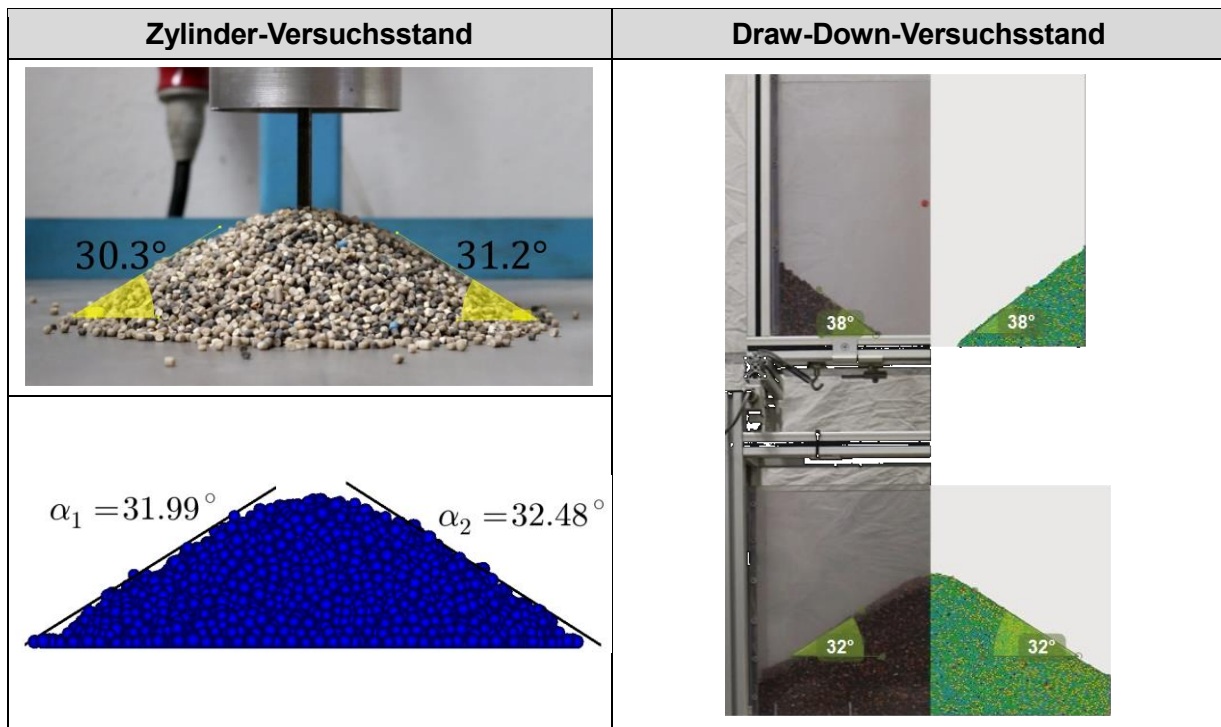 Zylinder-Versuchsstand
Draw-Down-Versuchsstand
30.3°
31.2°
α₁ =31.99°
α₂ =32.48°
38°
38°
32°
32°